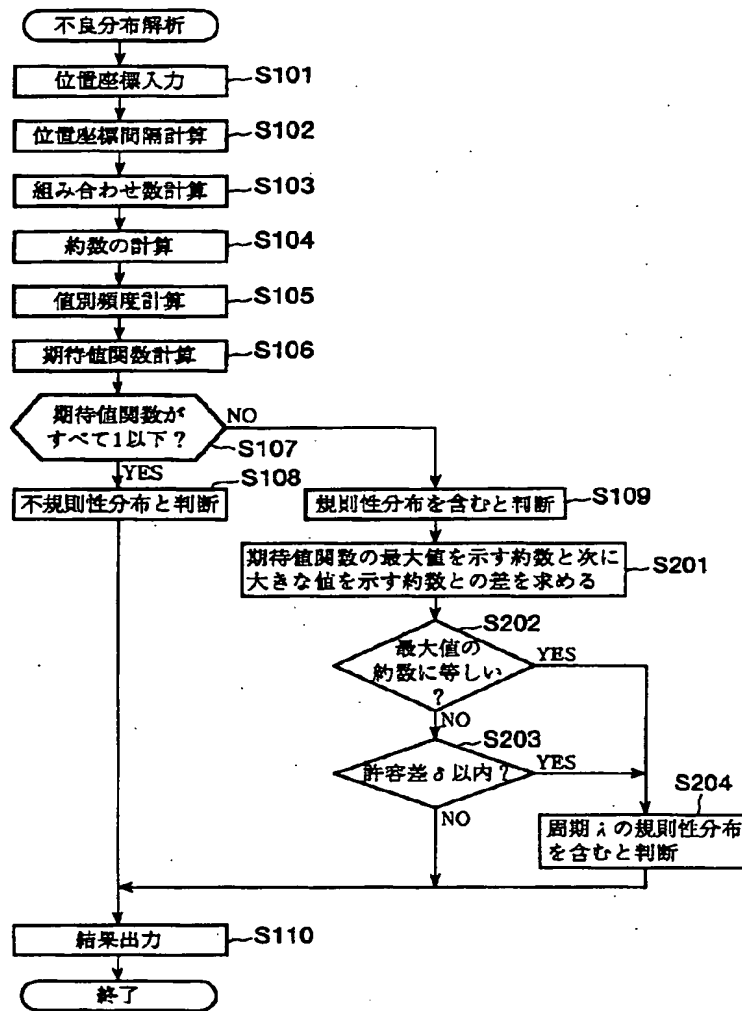 不良分布解析
位置座標入力
S101
位置座標間隔計算
S102
組み合わせ数計算
S103
約数の計算
S104
値別頻度計算
S105
期待値関数計算
S106
期待値関数が
すべて1以下?
NO
S107
YES
S108
不規則性分布と判断
規則性分布を含むと判断
S109
期待値関数の最大値を示す約数と次に
大きな値を示す約数との差を求める
S201
S202
最大値の
約数に等しい
?
YES
NO
S203
許容差δ以内?
YES
NO
S204
周期λの規則性分布
を含むと判断
結果出力
S110
終了